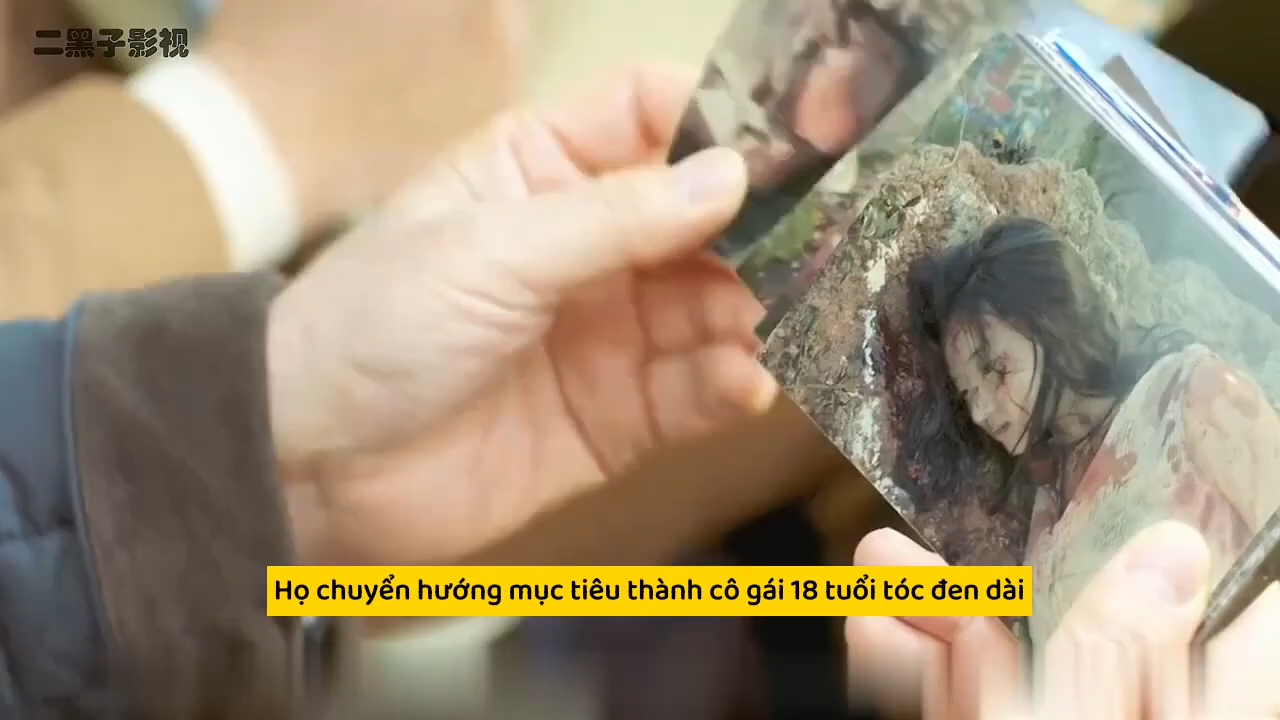 二黑子影视
Họ chuyển hướng mục tiêu thành cô gái 18 tuổi tóc đen dài